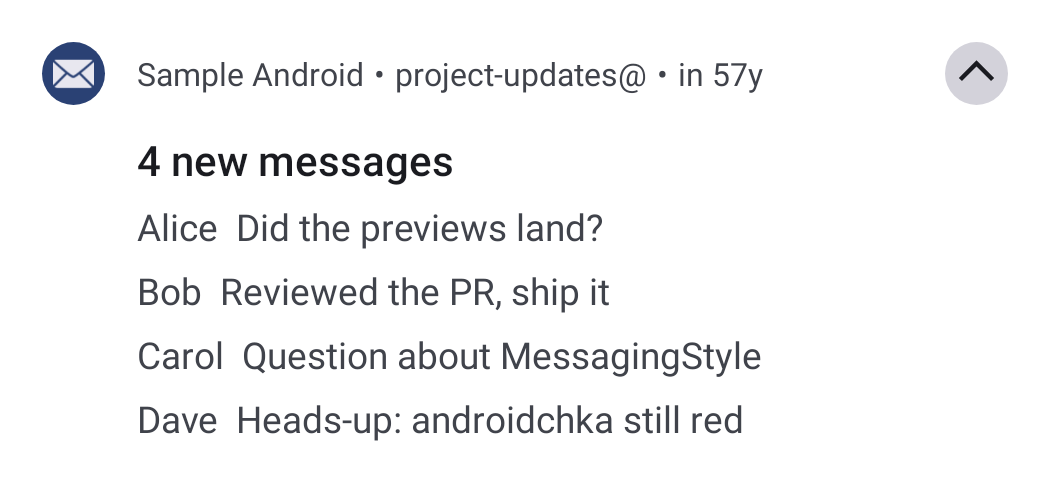 Sample Android • project-updates@ • in 57y
4 new messages
Alice  Did the previews land?
Bob  Reviewed the PR, ship it
Carol  Question about MessagingStyle
Dave  Heads-up: androidchka still red